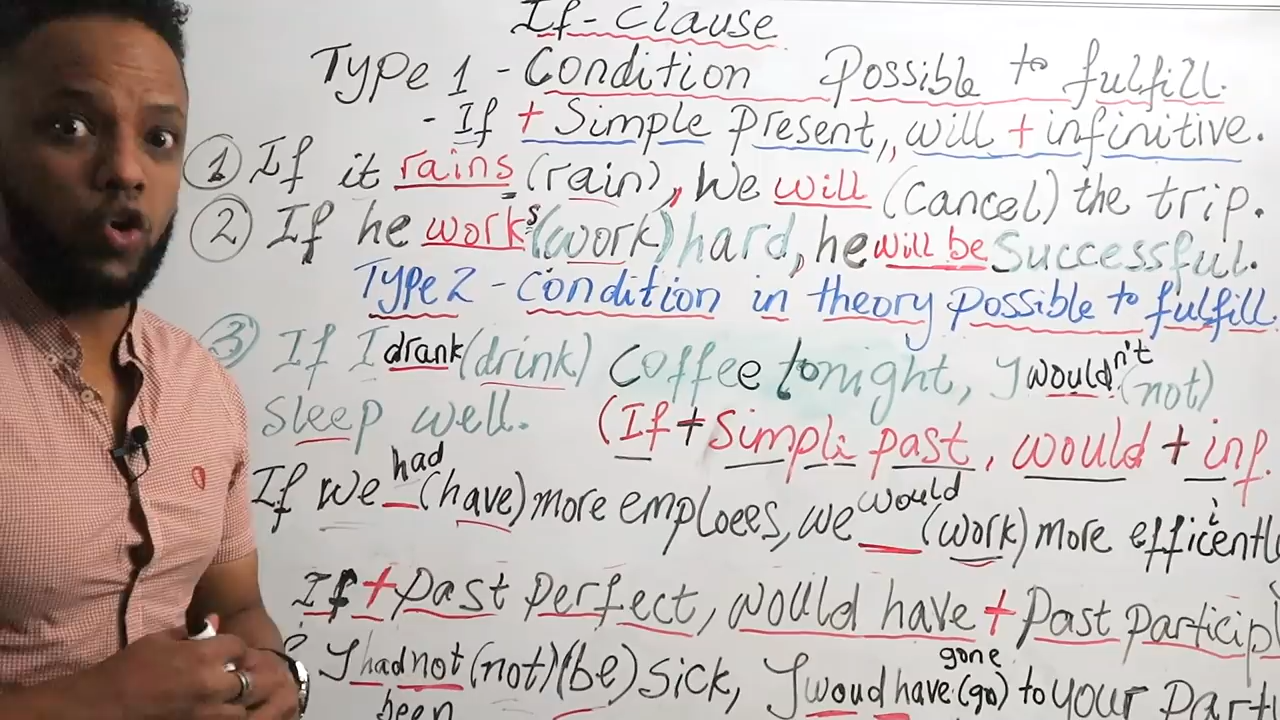 If-Clause
Type 1 - Condition Possible to fulfill.
- If + Simple present, will + infinitive.
① If it rains (rain), we will (cancel) the trip.
② If he works (work) hard, he will be successful.
Type 2 - Condition in theory possible to fulfill.
③ If I drank (drink) Coffee tonight, I wouldn't (not)
sleep well. (If + Simple past, would + inf.
If we had (have) more emploees, we would (work) more efficiently
If + past perfect, would have + past particip
I had not (not) (be) sick, I woud have (go) to your part
been
gone